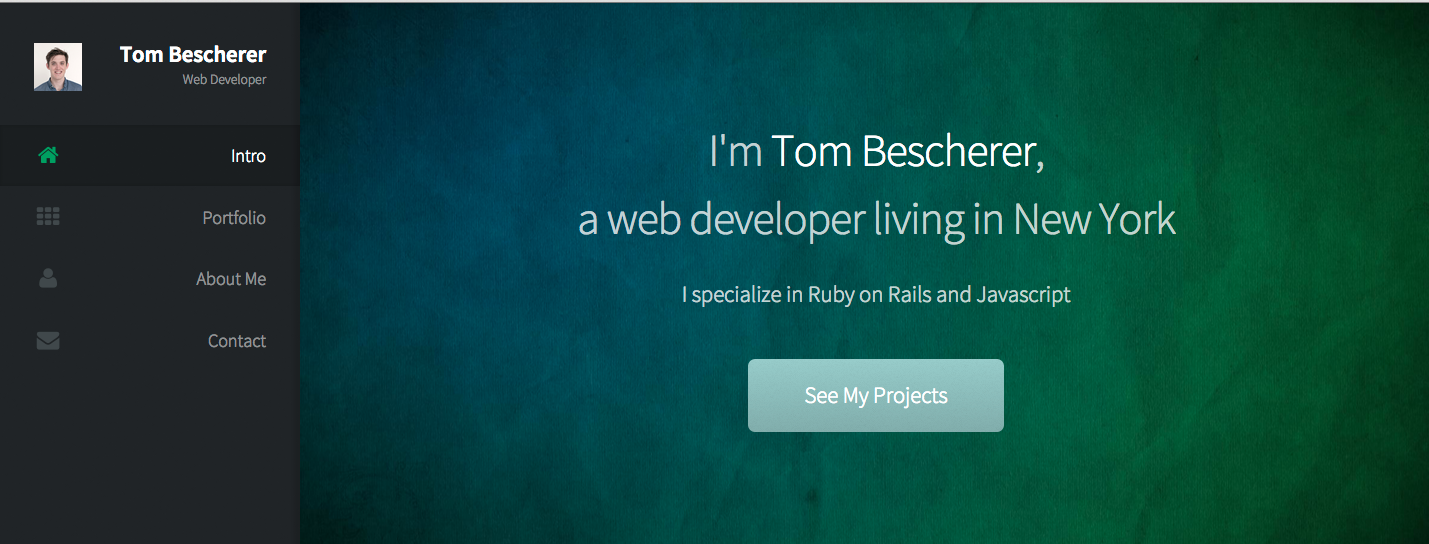 Tom Bescherer
Web Developer
Intro
Portfolio
About Me
Contact
I'm Tom Bescherer,
a web developer living in New York
I specialize in Ruby on Rails and Javascript
See My Projects